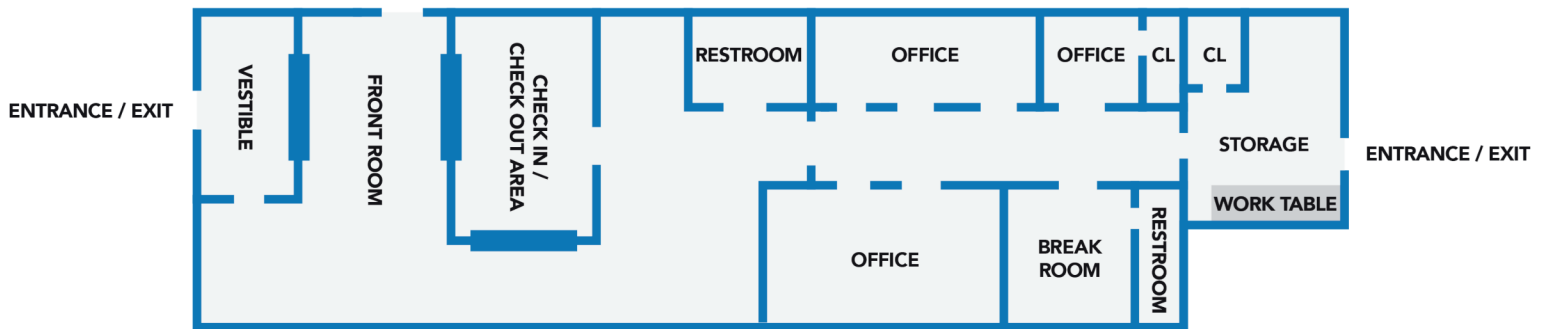 ENTRANCE / EXIT
VESTIBLE
FRONT ROOM
CHECK IN /
CHECK OUT AREA
RESTROOM
OFFICE
OFFICE
CL
CL
STORAGE
ENTRANCE / EXIT
WORK TABLE
OFFICE
BREAK
ROOM
RESTROOM